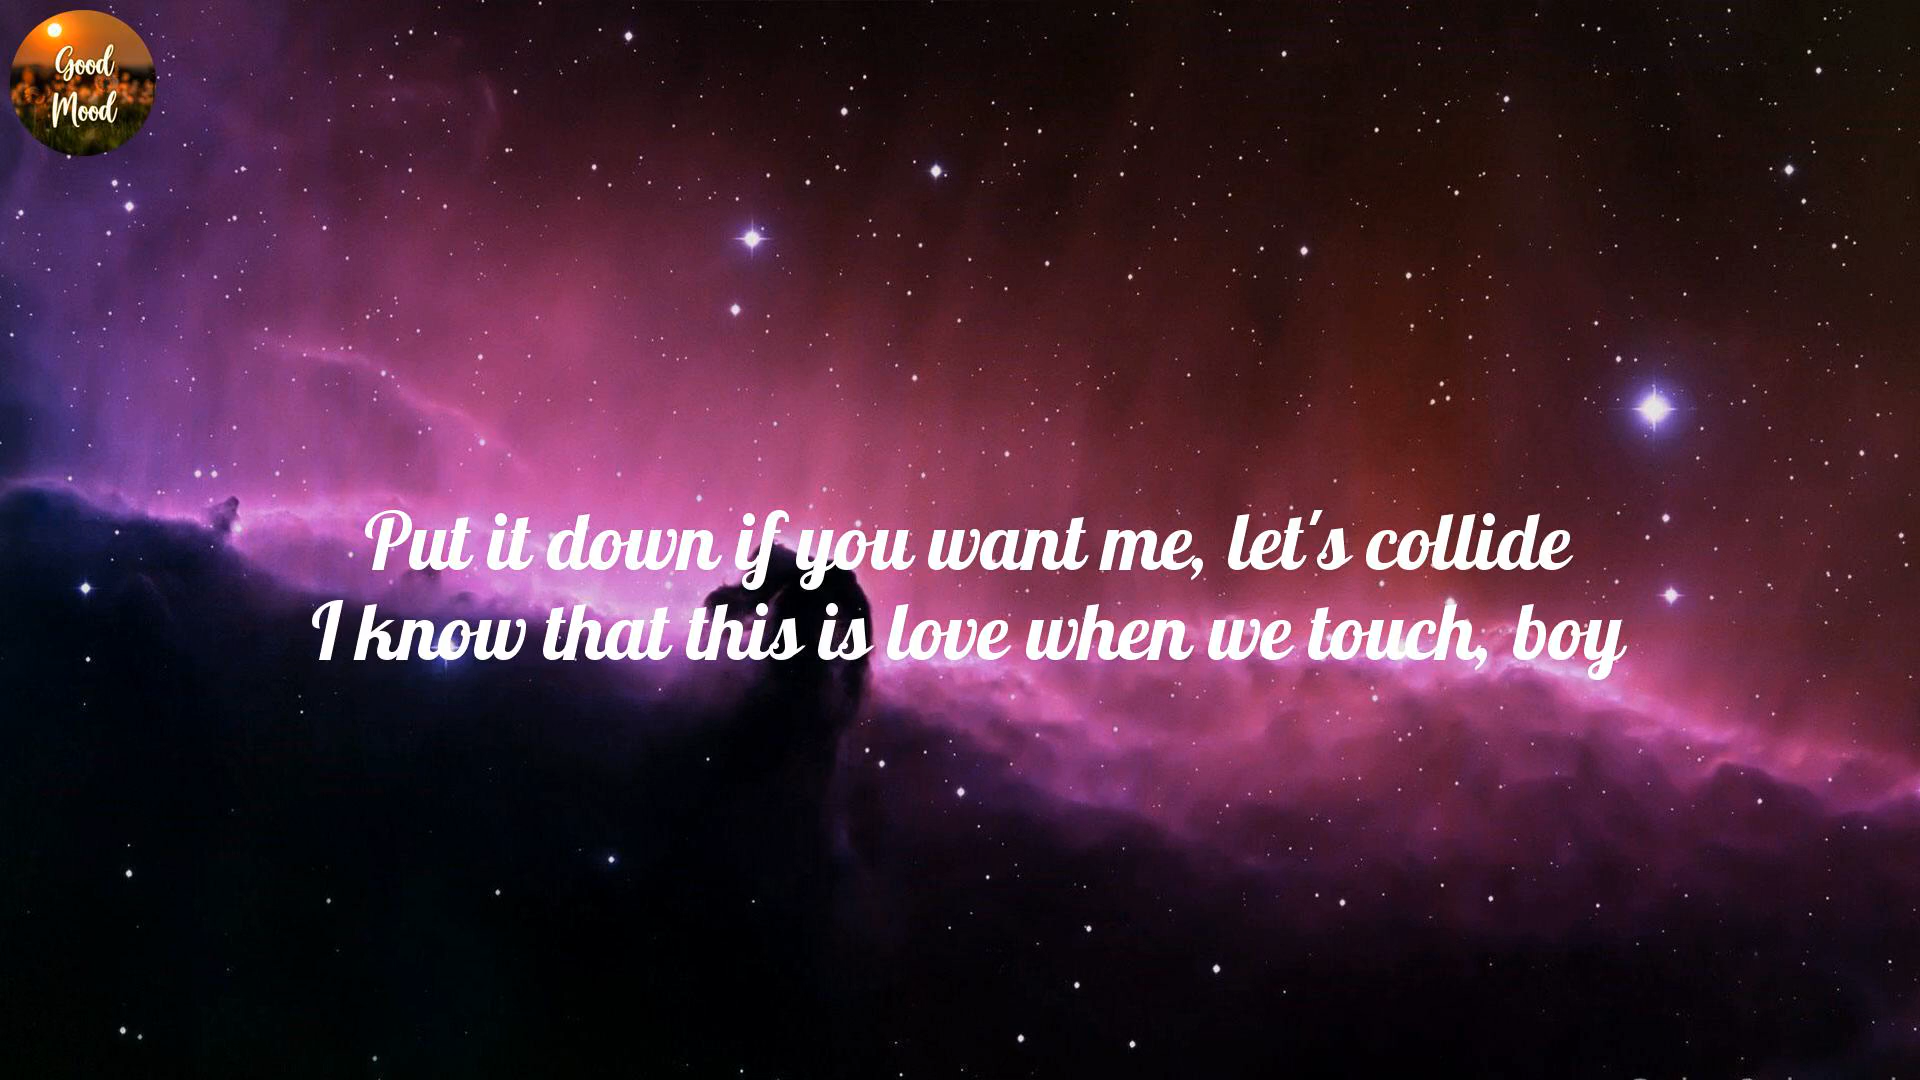 Good
Mood
Put it down if you want me, let's collide
I know that this is love when we touch, boy